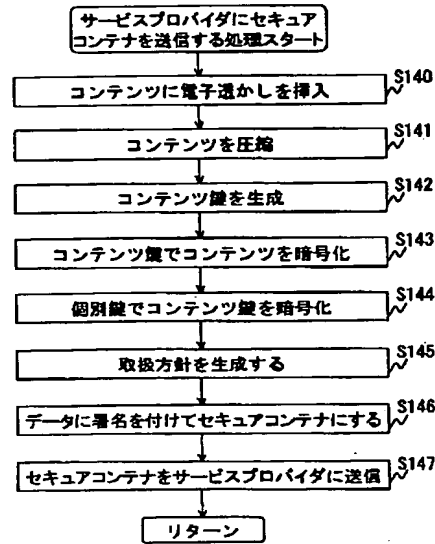 サービスプロバイダにセキュア
コンテナを送信する処理スタート
S140
コンテンツに電子透かしを挿入
S141
コンテンツを圧縮
S142
コンテンツ鍵を生成
S143
コンテンツ鍵でコンテンツを暗号化
S144
個別鍵でコンテンツ鍵を暗号化
S145
取扱方針を生成する
S146
データに署名を付けてセキュアコンテナにする
S147
セキュアコンテナをサービスプロバイダに送信
リターン